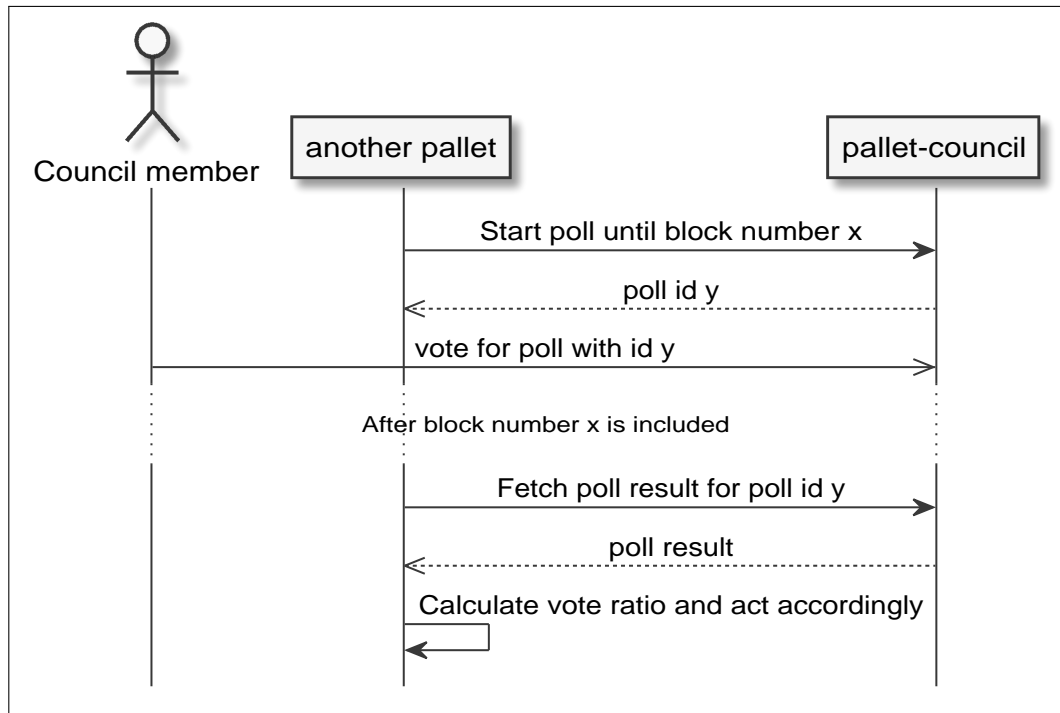 Council member
another pallet
pallet-council
Start poll until block number x
poll id y
vote for poll with id y
After block number x is included
Fetch poll result for poll id y
poll result
Calculate vote ratio and act accordingly